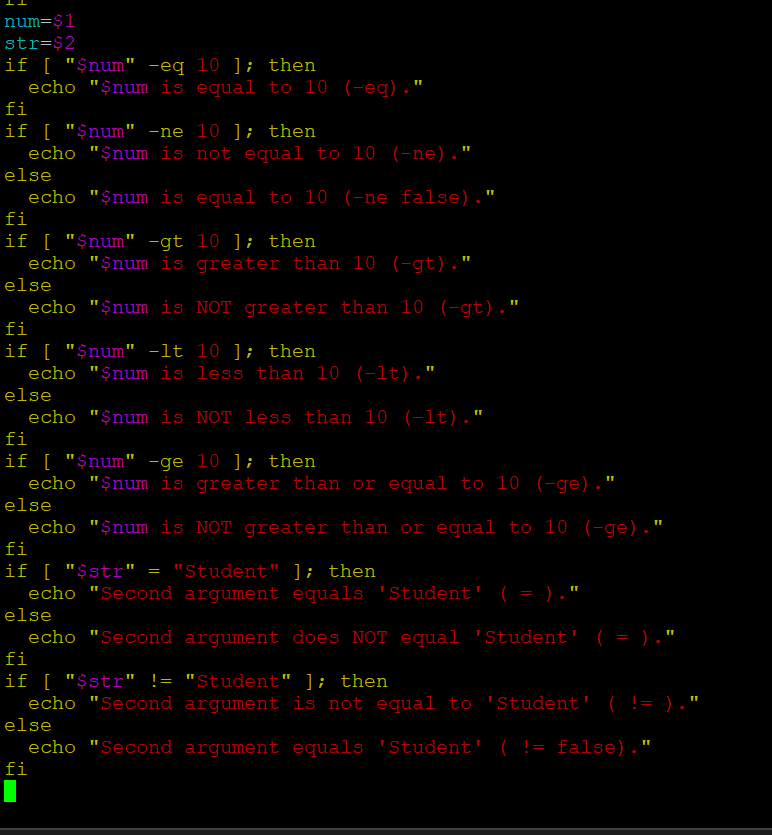 fi
num=$1
str=$2
if [ "$num" -eq 10 ]; then
  echo "$num is equal to 10 (-eq)."
fi
if [ "$num" -ne 10 ]; then
  echo "$num is not equal to 10 (-ne)."
else
  echo "$num is equal to 10 (-ne false)."
fi
if [ "$num" -gt 10 ]; then
  echo "$num is greater than 10 (-gt)."
else
  echo "$num is NOT greater than 10 (-gt)."
fi
if [ "$num" -lt 10 ]; then
  echo "$num is less than 10 (-lt)."
else
  echo "$num is NOT less than 10 (-lt)."
fi
if [ "$num" -ge 10 ]; then
  echo "$num is greater than or equal to 10 (-ge)."
else
  echo "$num is NOT greater than or equal to 10 (-ge)."
fi
if [ "$str" = "Student" ]; then
  echo "Second argument equals 'Student' ( = )."
else
  echo "Second argument does NOT equal 'Student' ( = )."
fi
if [ "$str" != "Student" ]; then
  echo "Second argument is not equal to 'Student' ( != )."
else
  echo "Second argument equals 'Student' ( != false)."
fi